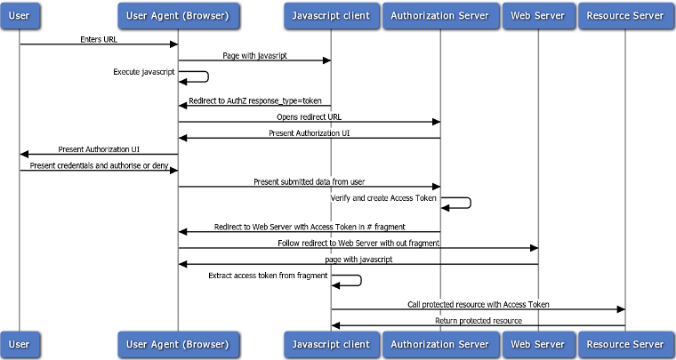 User
User Agent (Browser)
Javascript client
Authorization Server
Web Server
Resource Server
Enters URL
Page with javasript
Execute javascript
Redirect to AuthZ response_type=token
Opens redirect URL
Present Authorization UI
Present Authorization UI
Present credentials and authorise or deny
Present submitted data from user
Verify and create Access Token
Redirect to Web Server with Access Token in # fragment
Follow redirect to Web Server with out fragment
page with javascript
Extract access token from fragment
Call protected resource with Access Token
Return protected resource
User
User Agent (Browser)
Javascript client
Authorization Server
Web Server
Resource Server